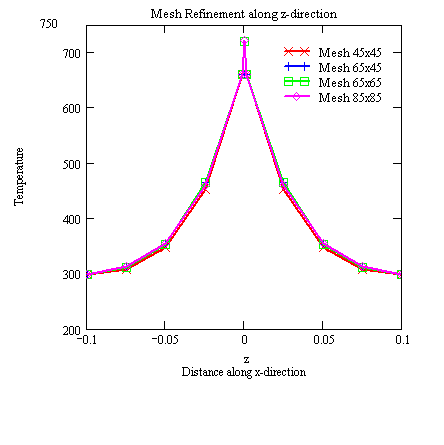 Mesh Refinement along z-direction
750
700
600
500
400
300
200
Temperature
Mesh 45x45
Mesh 65x45
Mesh 65x65
Mesh 85x85
−0.1 −0.05 0 0.05 0.1
z
Distance along x-direction